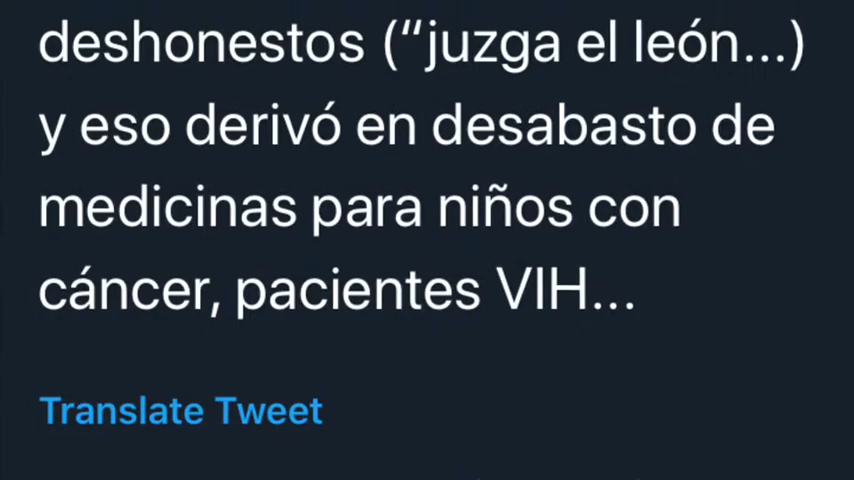 deshonestos (“juzga el león...)
y eso derivó en desabasto de
medicinas para niños con
cáncer, pacientes VIH...
Translate Tweet